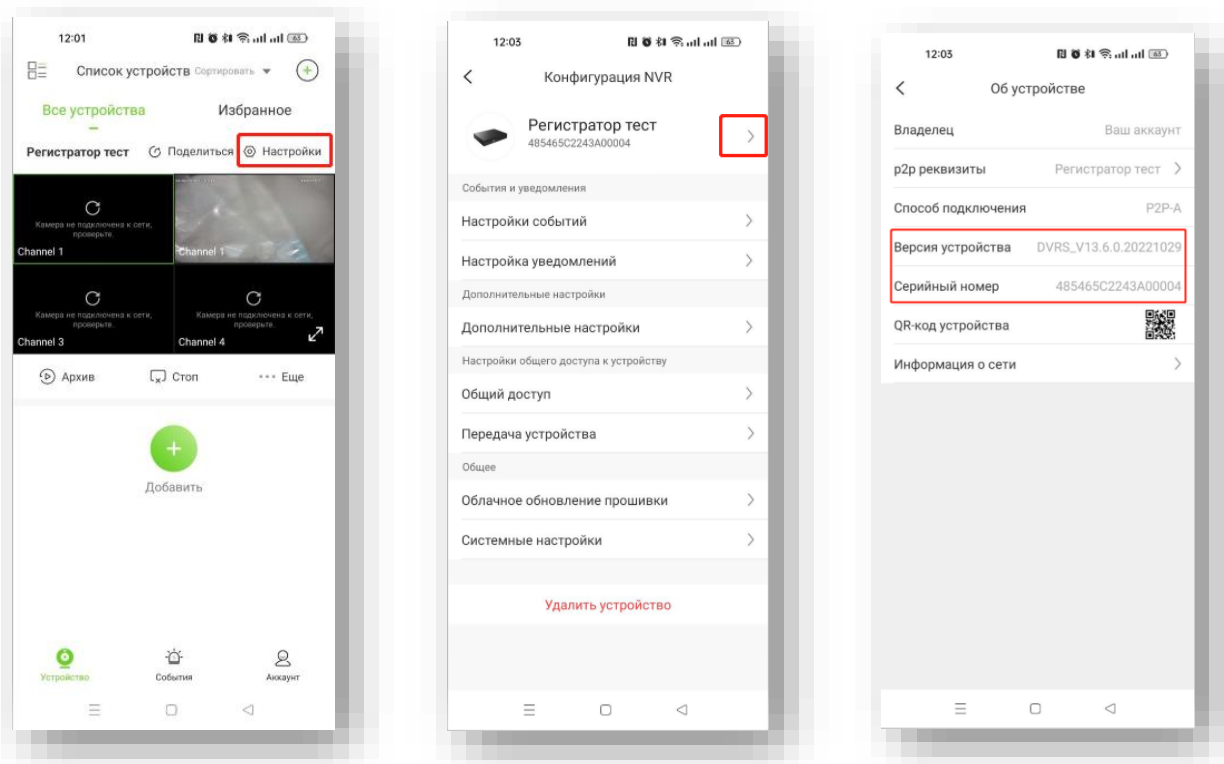 12:01
63
Список устройств Сортировать
Все устройства Избранное
Регистратор тест Поделиться Настройки
Камера не подключена к сети,
проверьте.
Channel 1
Channel 1
Камера не подключена к сети,
проверьте.
Channel 3
Камера не подключена к сети,
проверьте.
Channel 4
Архив Стоп Еще
Добавить
Устройство События Аккаунт
12:03
63
Конфигурация NVR
Регистратор тест
485465C2243A00004
События и уведомления
Настройки событий
Настройка уведомлений
Дополнительные настройки
Дополнительные настройки
Настройки общего доступа к устройству
Общий доступ
Передача устройства
Общее
Облачное обновление прошивки
Системные настройки
Удалить устройство
12:03
63
Об устройстве
Владелец Ваш аккаунт
p2p реквизиты Регистратор тест
Способ подключения P2P-A
Версия устройства DVRS_V13.6.0.20221029
Серийный номер 485465C2243A00004
QR-код устройства
Информация о сети